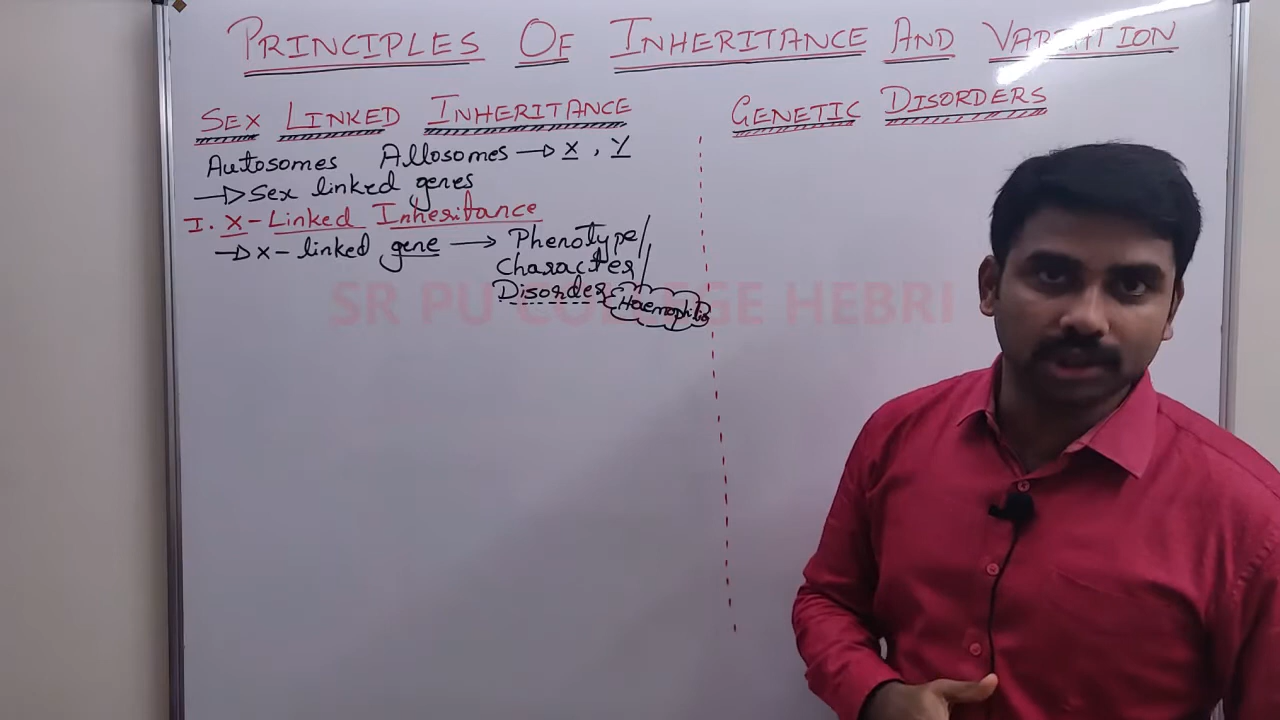 PRINCIPLES OF INHERITANCE AND VARIATION
SEX LINKED INHERITANCE
Autosomes Allosomes → X , Y
→ Sex linked genes
I. X-Linked Inheritance
→ X-linked gene → Phenotype/
Character/
Disorder
Haemophilia
GENETIC DISORDERS
SR PU COLLEGE HEBRI